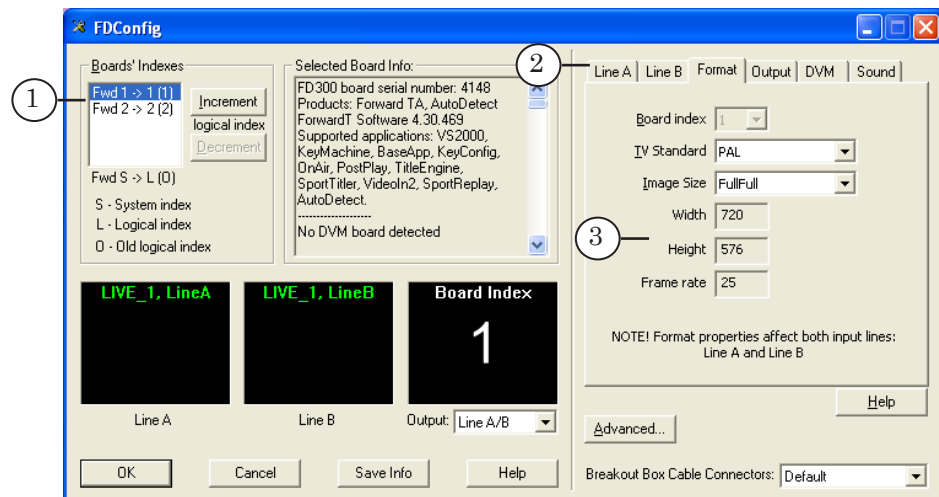 FDConfig
1
Boards' Indexes
Fwd 1 -> 1 (1)
Fwd 2 -> 2 (2)
Increment
logical index
Decrement
Fwd S -> L (O)
S - System index
L - Logical index
O - Old logical index
Selected Board Info:
FD300 board serial number: 4148
Products: Forward TA, AutoDetect
ForwardT Software 4.30.469
Supported applications: VS2000,
KeyMachine, BaseApp, KeyConfig,
OnAir, PostPlay, TitleEngine,
SportTitler, VideoIn2, SportReplay,
AutoDetect.
-------------------
No DVM board detected
LIVE_1, LineA
LIVE_1, LineB
Board Index
1
Line A
Line B
Output: Line A/B
OK
Cancel
Save Info
Help
2
Line A
Line B
Format
Output
DVM
Sound
Board index 1
TV Standard PAL
Image Size FullFull
3
Width 720
Height 576
Frame rate 25
NOTE! Format properties affect both input lines:
Line A and Line B
Help
Advanced...
Breakout Box Cable Connectors: Default